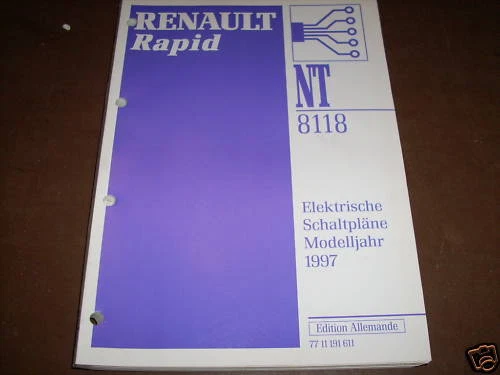 RENAULT
Rapid
NT
8118
Elektrische
Schaltpläne
Modelljahr
1997
Edition Allemande
77 11 191 611